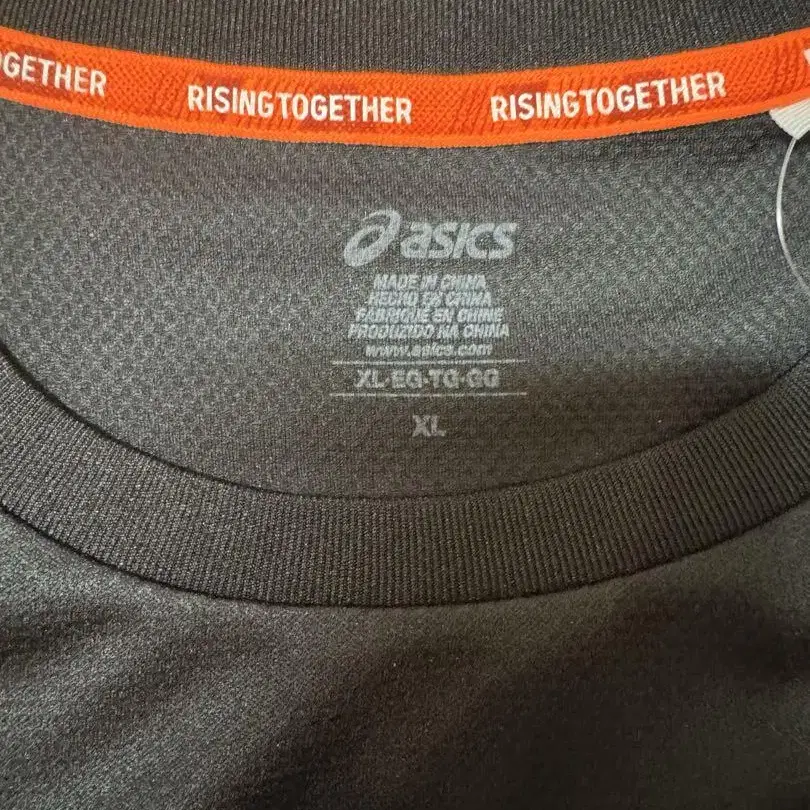 OGETHER RISINGTOGETHER RISINGTOGETHER
asics
MADE IN CHINA
HECHO EN CHINA
FABRIQUE EN CHINE
PRODUZIDO NA CHINA
www.asics.com
XL·EG·TG·GG
XL